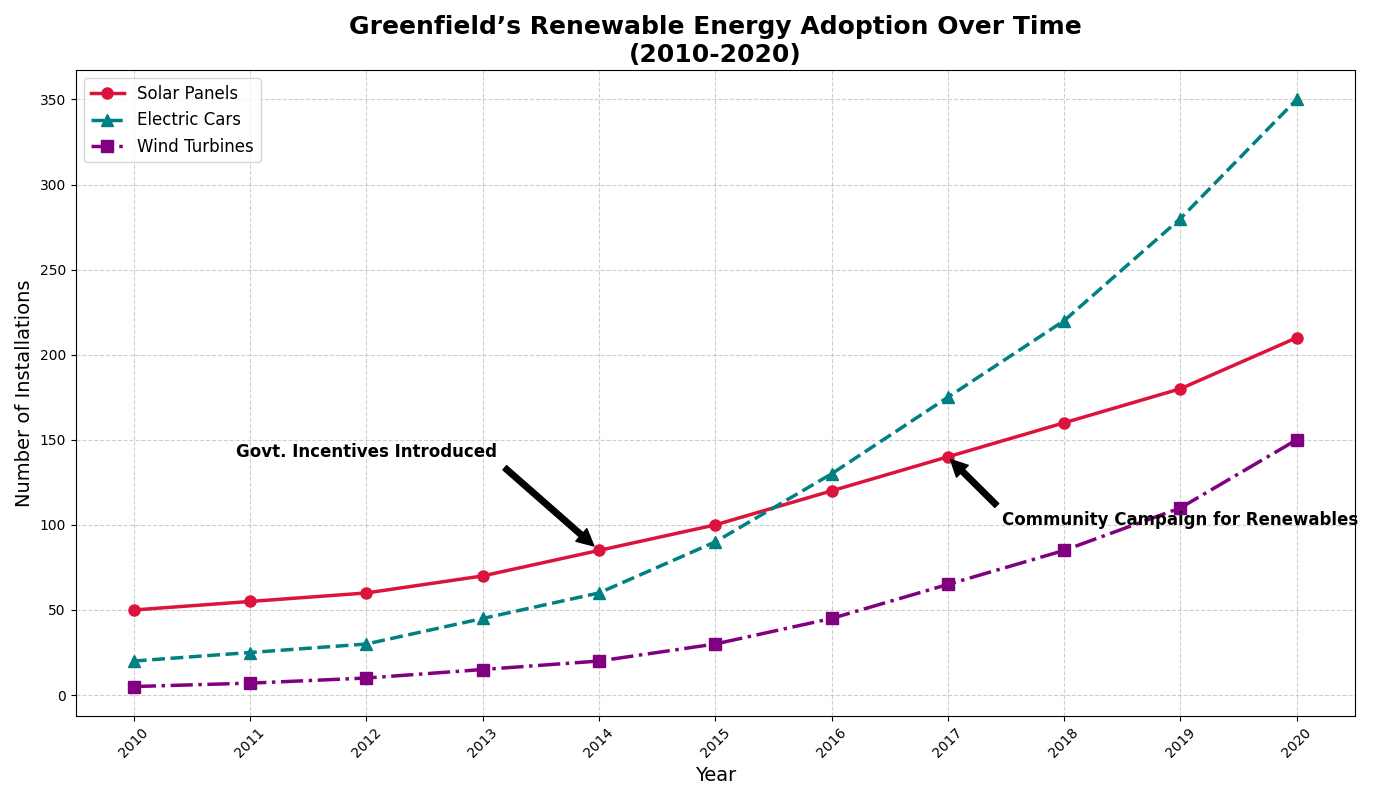 Greenfield’s Renewable Energy Adoption Over Time
(2010-2020)
Solar Panels
Electric Cars
Wind Turbines
350
300
250
200
150
100
50
0
Number of Installations
Govt. Incentives Introduced
Community Campaign for Renewables
2010
2011
2012
2013
2014
2015
2016
2017
2018
2019
2020
Year